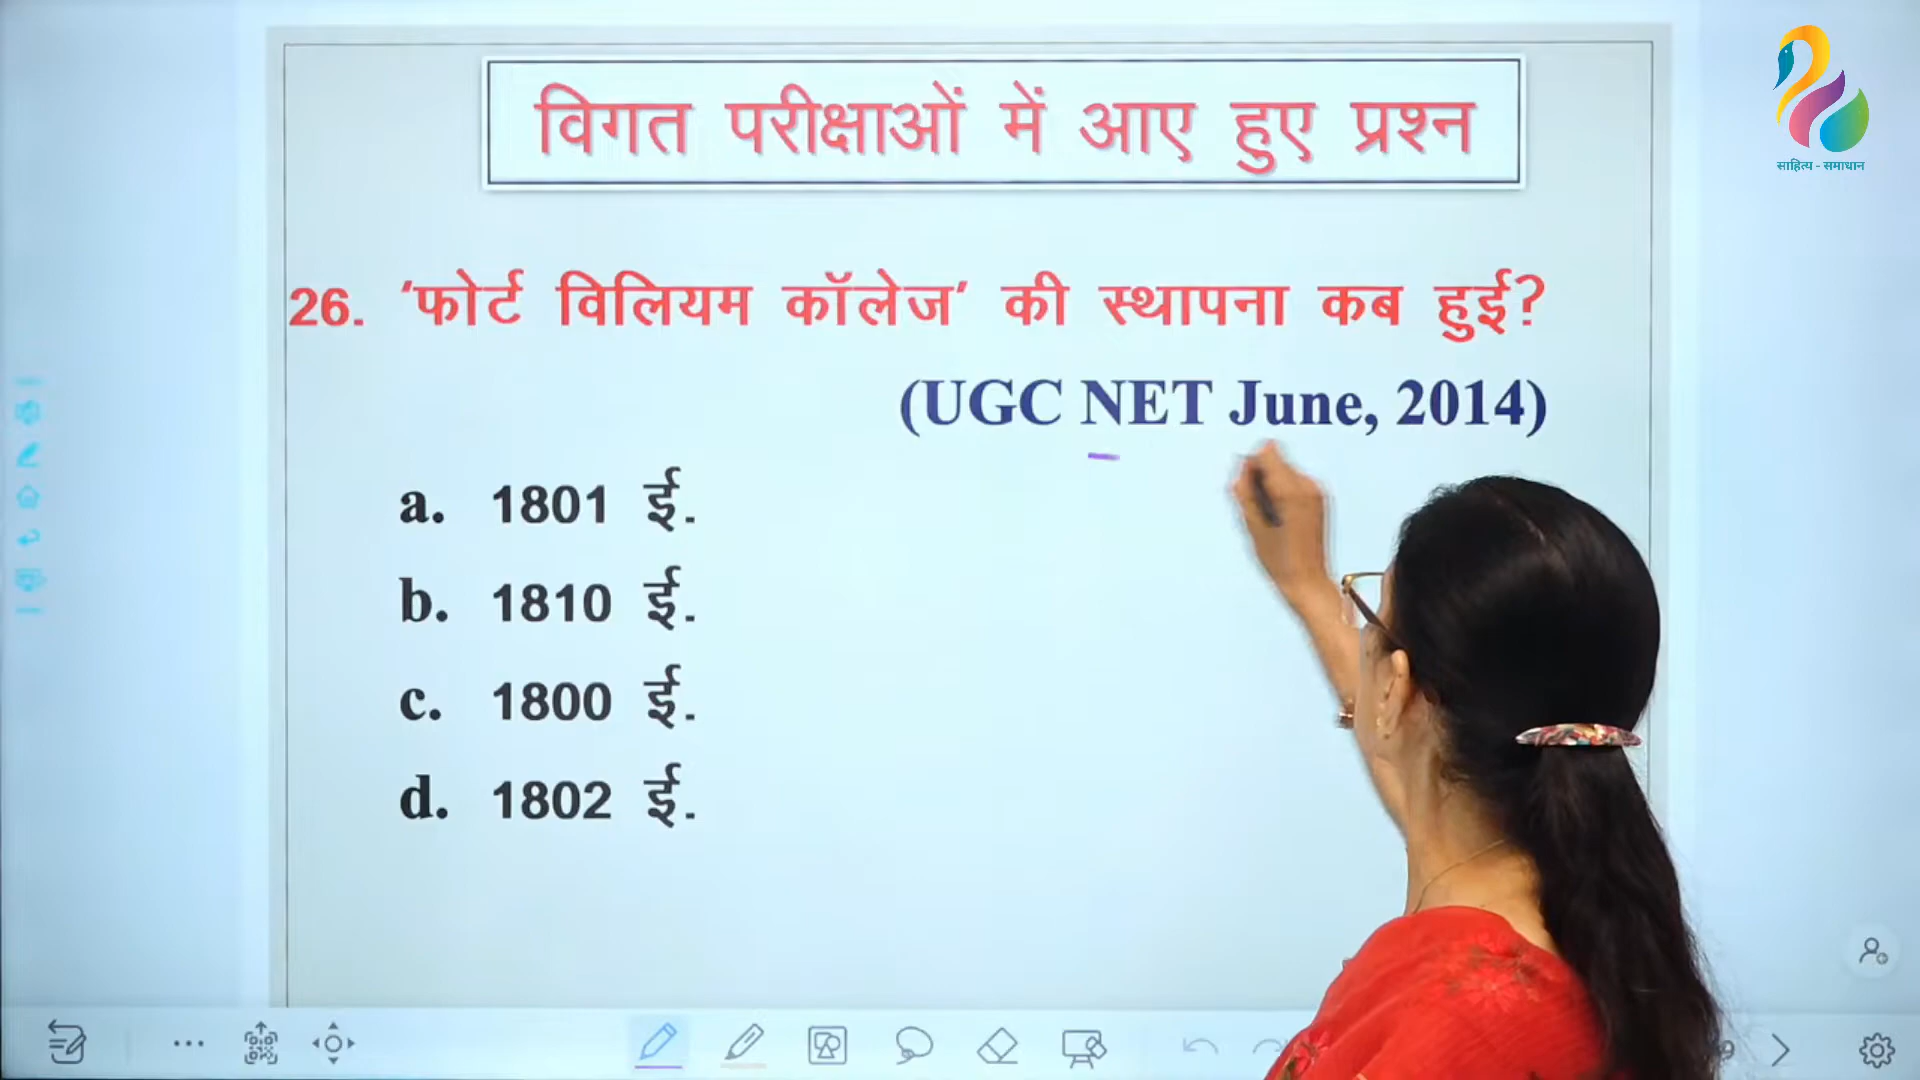 विगत परीक्षाओं में आए हुए प्रश्न
साहित्य - समाधान
26. 'फोर्ट विलियम कॉलेज' की स्थापना कब हुई?
(UGC NET June, 2014)
a. 1801 ई.
b. 1810 ई.
c. 1800 ई.
d. 1802 ई.